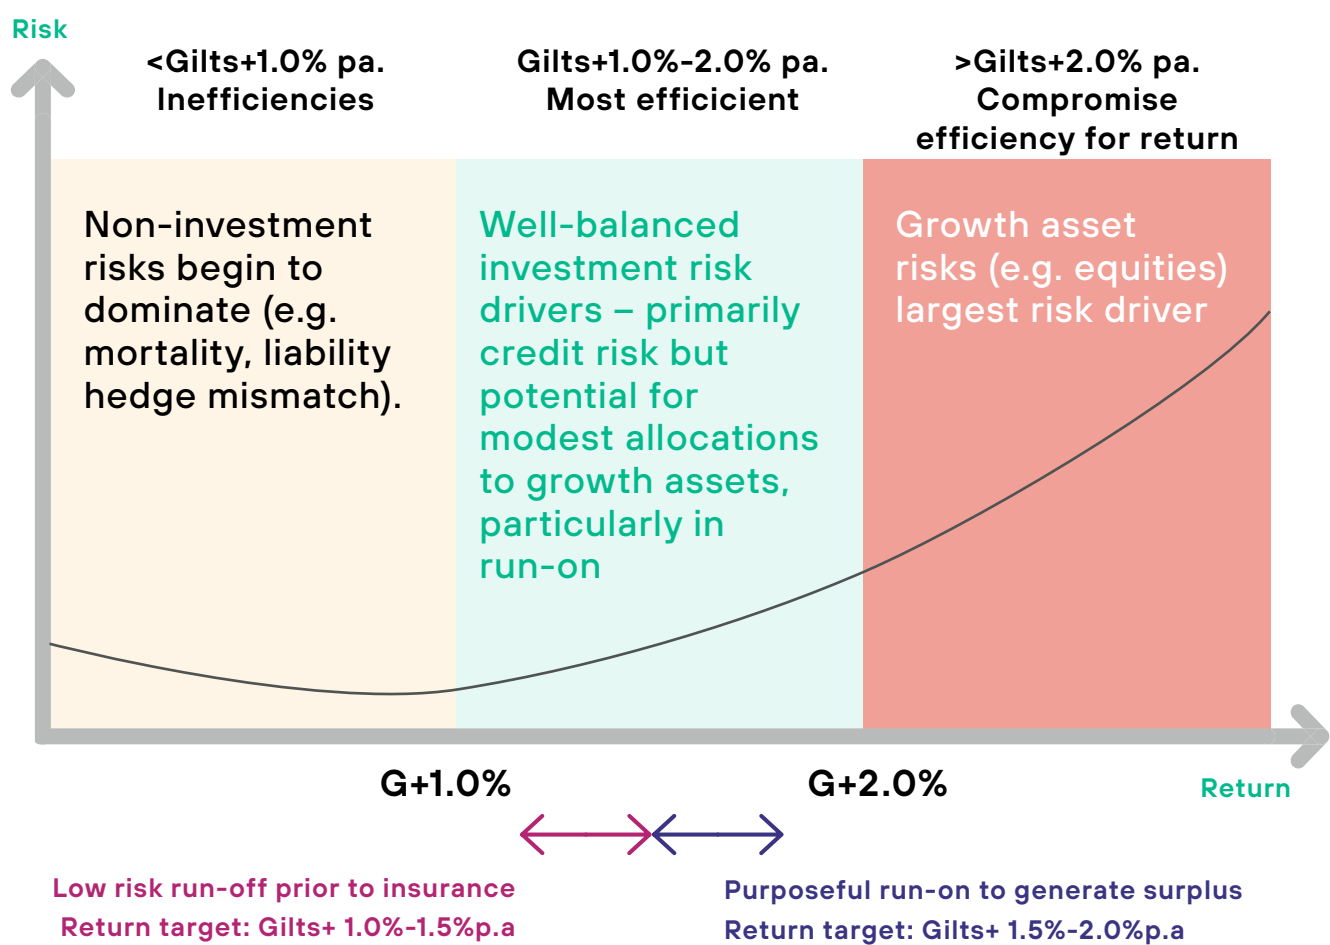 Risk
<Gilts+1.0% pa.
Inefficiencies
Gilts+1.0%-2.0% pa.
Most efficicient
>Gilts+2.0% pa.
Compromise
efficiency for return
Non-investment
risks begin to
dominate (e.g.
mortality, liability
hedge mismatch).
Well-balanced
investment risk
drivers – primarily
credit risk but
potential for
modest allocations
to growth assets,
particularly in
run-on
Growth asset
risks (e.g. equities)
largest risk driver
G+1.0%
G+2.0%
Return
Low risk run-off prior to insurance
Return target: Gilts+ 1.0%-1.5%p.a
Purposeful run-on to generate surplus
Return target: Gilts+ 1.5%-2.0%p.a